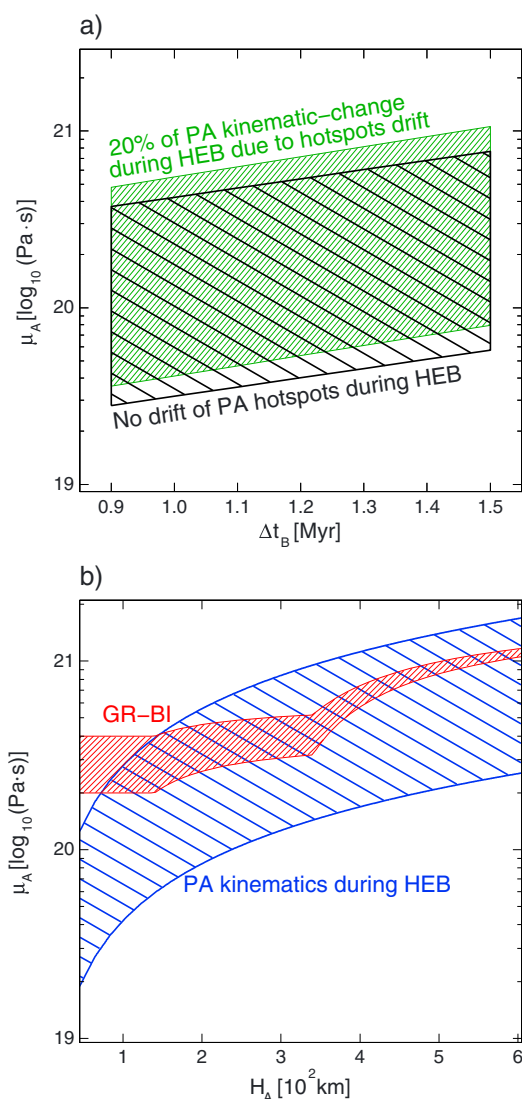 a)
21
20% of PA kinematic-change
during HEB due to hotspots drift
μA [log10 (Pa·s)]
20
No drift of PA hotspots during HEB
19
0.9 1.0 1.1 1.2 1.3 1.4 1.5
ΔtB [Myr]
b)
21
GR-BI
μA [log10(Pa·s)]
20
PA kinematics during HEB
19
1 2 3 4 5 6
HA [10^2 km]